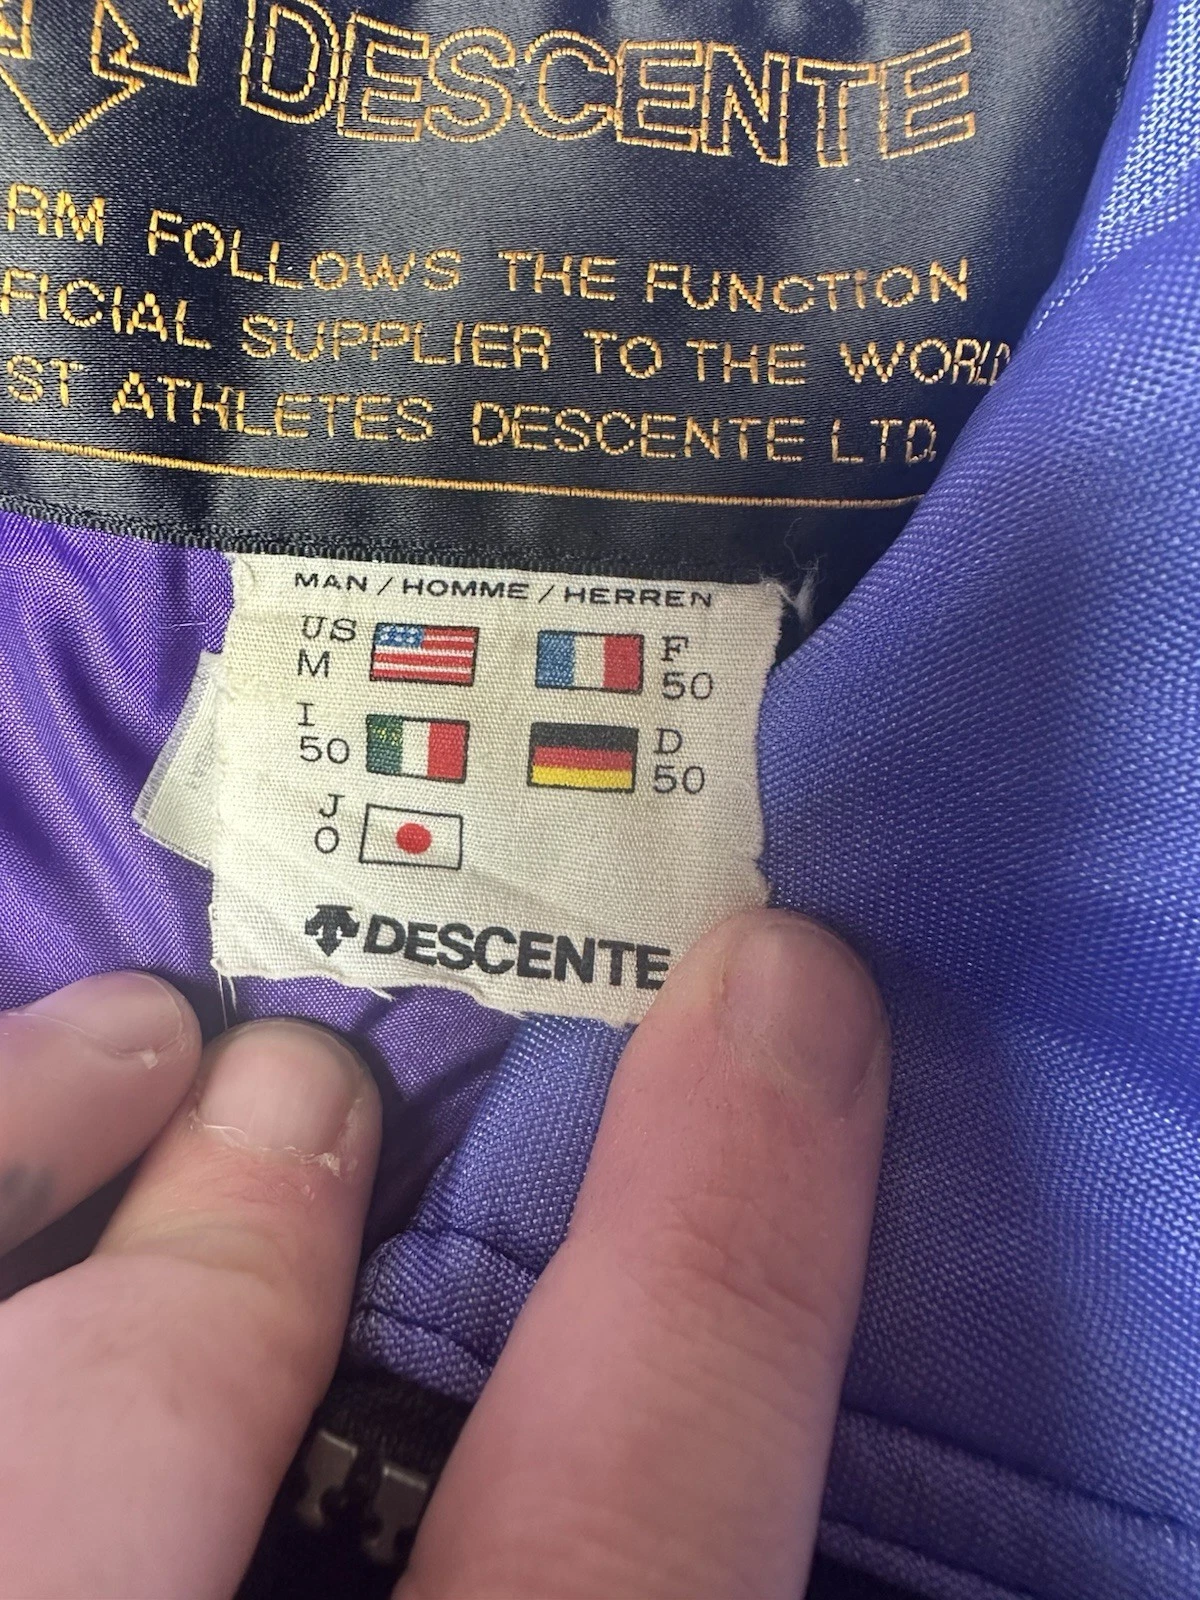 DESCENTE
RM FOLLOWS THE FUNCTION
FICIAL SUPPLIER TO THE WORLD
ST ATHLETES DESCENTE LTD.
MAN / HOMME / HERREN
US M F 50
I 50 D 50
J O
DESCENTE